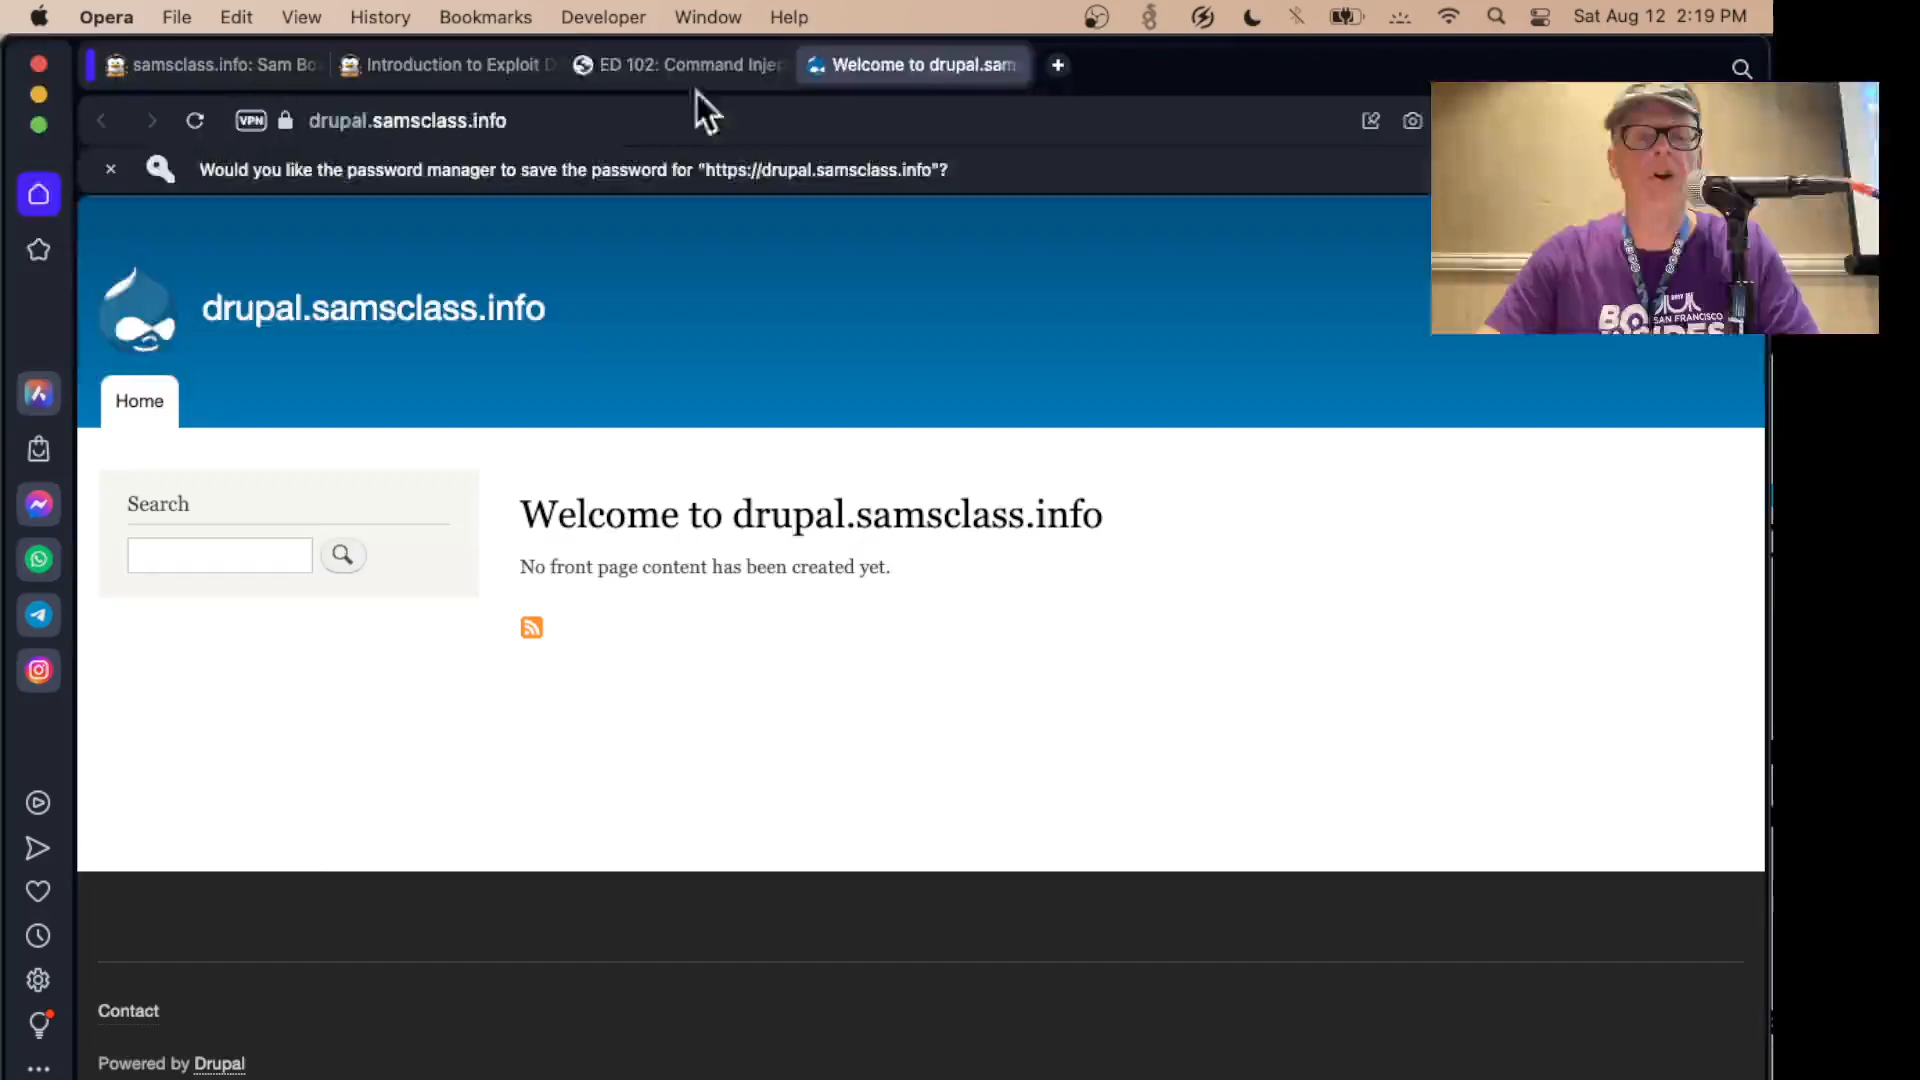 Opera File Edit View History Bookmarks Developer Window Help Sat Aug 12 2:19 PM
samsclass.info: Sam Bo
Introduction to Exploit D
ED 102: Command Injec
Welcome to drupal.sam
VPN drupal.samsclass.info
Would you like the password manager to save the password for "https://drupal.samsclass.info"?
drupal.samsclass.info
Home
Search
Welcome to drupal.samsclass.info
No front page content has been created yet.
SAN FRANCISCO
Contact
Powered by Drupal